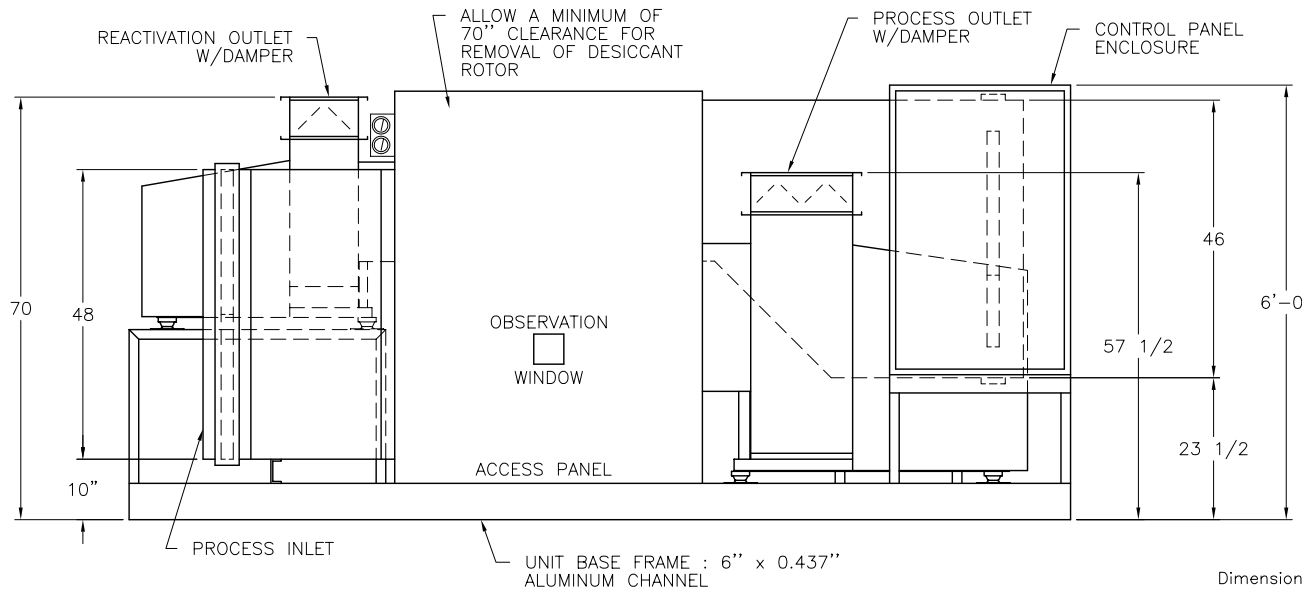 REACTIVATION OUTLET
W/DAMPER
ALLOW A MINIMUM OF
70'' CLEARANCE FOR
REMOVAL OF DESICCANT
ROTOR
PROCESS OUTLET
W/DAMPER
CONTROL PANEL
ENCLOSURE
70
48
10"
OBSERVATION
WINDOW
ACCESS PANEL
46
57 1/2
23 1/2
6'-0
PROCESS INLET
UNIT BASE FRAME : 6'' x 0.437''
ALUMINUM CHANNEL
Dimension